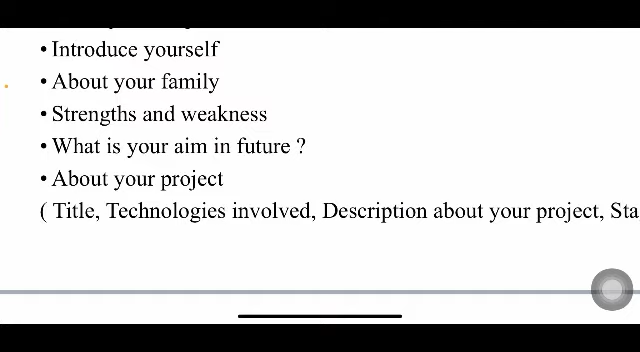 • Introduce yourself
• About your family
• Strengths and weakness
• What is your aim in future ?
• About your project
( Title, Technologies involved, Description about your project, Sta